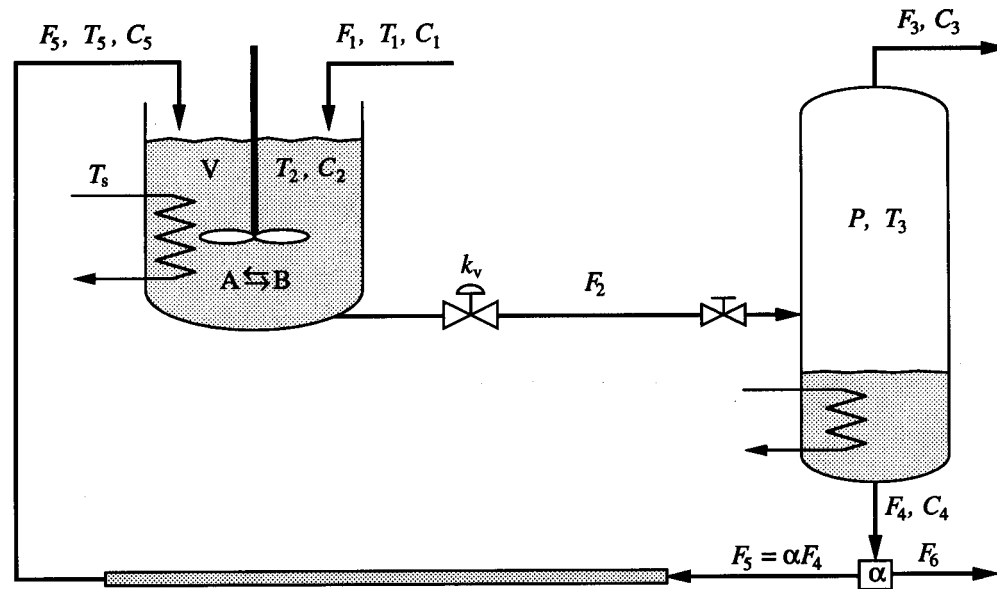 F₅, T₅, C₅
F₁, T₁, C₁
F₃, C₃
V
T₂, C₂
Tₛ
P, T₃
A ⇆ B
kᵥ
F₂
F₄, C₄
F₅ = αF₄
α
F₆